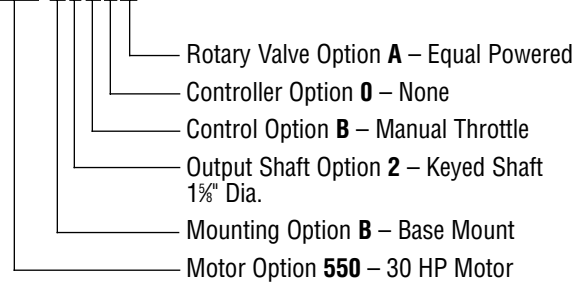 Rotary Valve Option A – Equal Powered
Controller Option 0 – None
Control Option B – Manual Throttle
Output Shaft Option 2 – Keyed Shaft
1⅝" Dia.
Mounting Option B – Base Mount
Motor Option 550 – 30 HP Motor